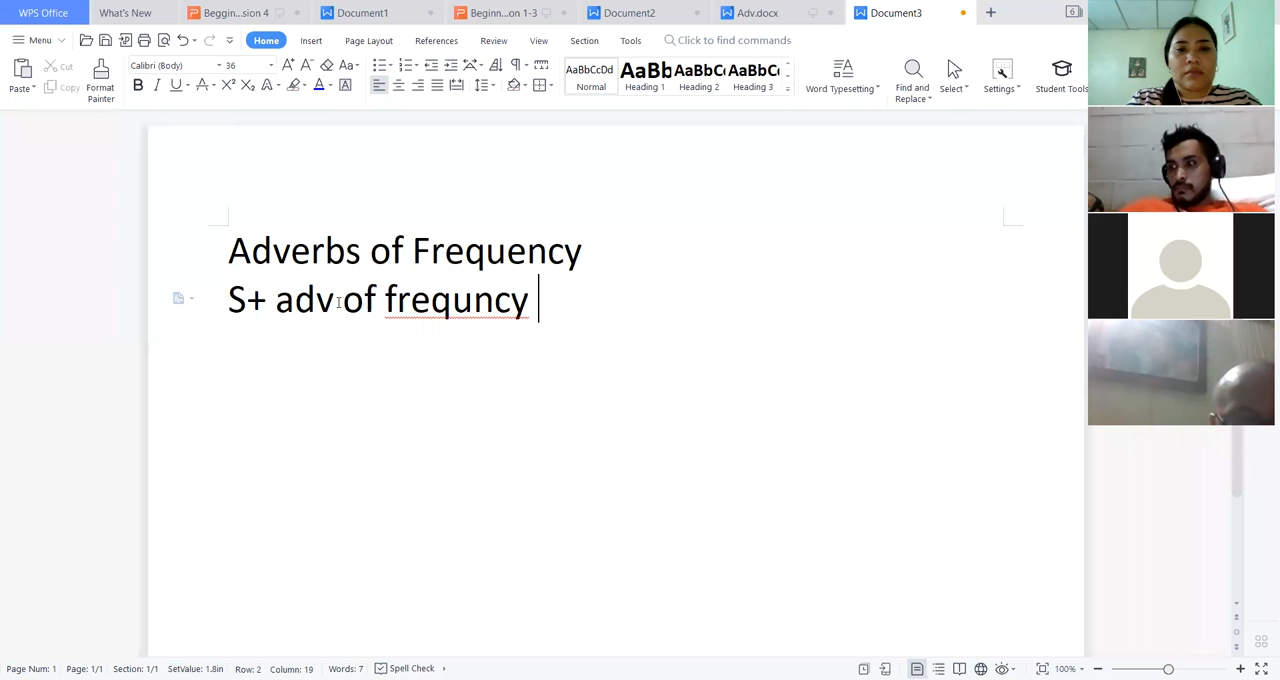 WPS Office What's New Beggin...sion 4 Document1 Beginn...on 1-3 Document2 Adv.docx Document3 6
Menu Home Insert Page Layout References Review View Section Tools Click to find commands
Paste Cut Copy Format Painter Calibri (Body) 36 AaBbCcDd Normal AaBb Heading 1 AaBbC Heading 2 AaBbC Heading 3 Word Typesetting Find and Replace Select Settings Student Tools
Adverbs of Frequency
S+ adv of frequncy
Page Num: 1 Page: 1/1 Section: 1/1 SetValue: 1.8in Row: 2 Column: 19 Words: 7 Spell Check 100%